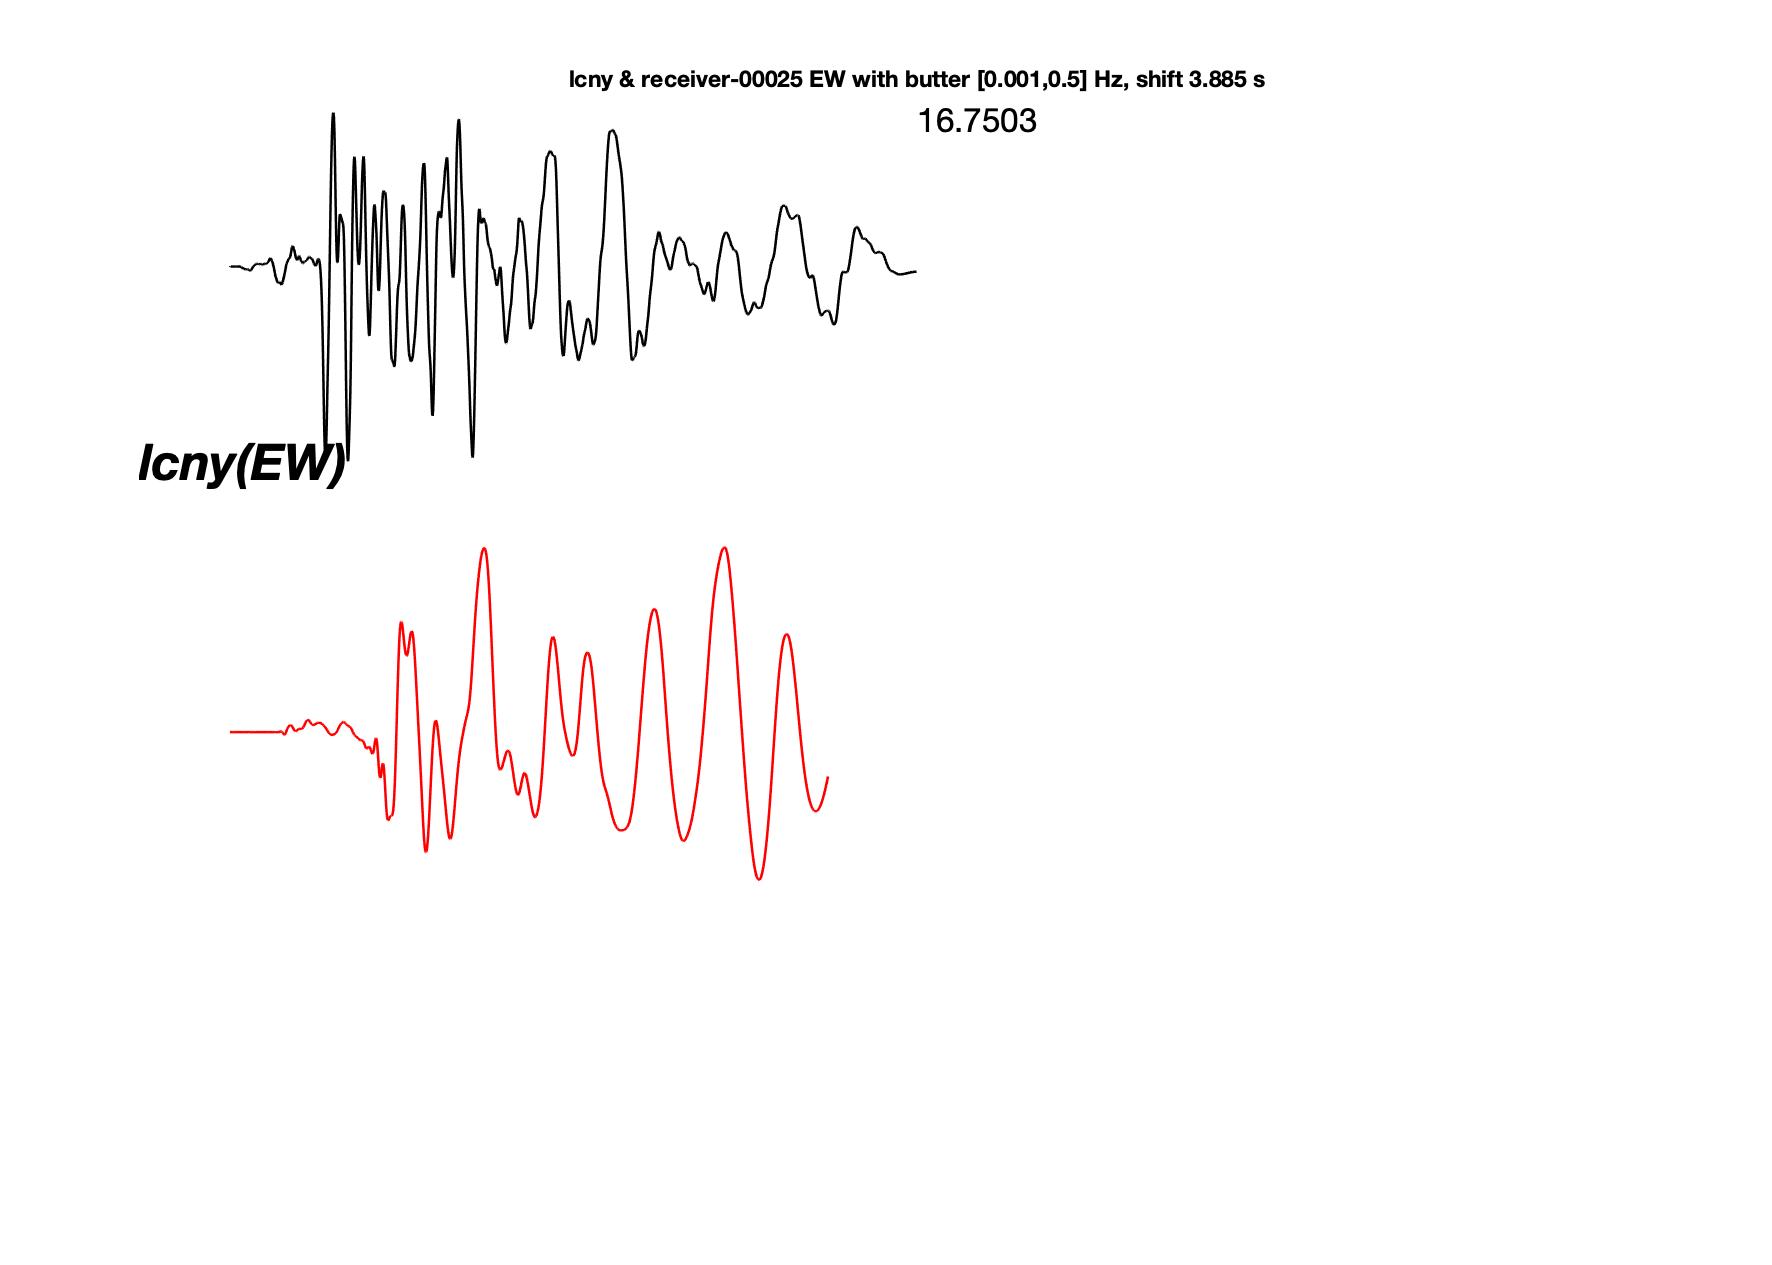 lcny & receiver-00025 EW with butter [0.001,0.5] Hz, shift 3.885 s
16.7503
lcny(EW)